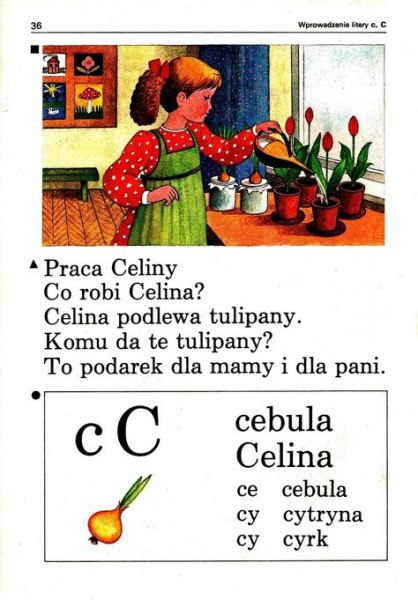 36
Wprowadzenie litery c, C
Praca Celiny
Co robi Celina?
Celina podlewa tulipany.
Komu da te tulipany?
To podarek dla mamy i dla pani.
c C
cebula
Celina
ce cebula
cy cytryna
cy cyrk